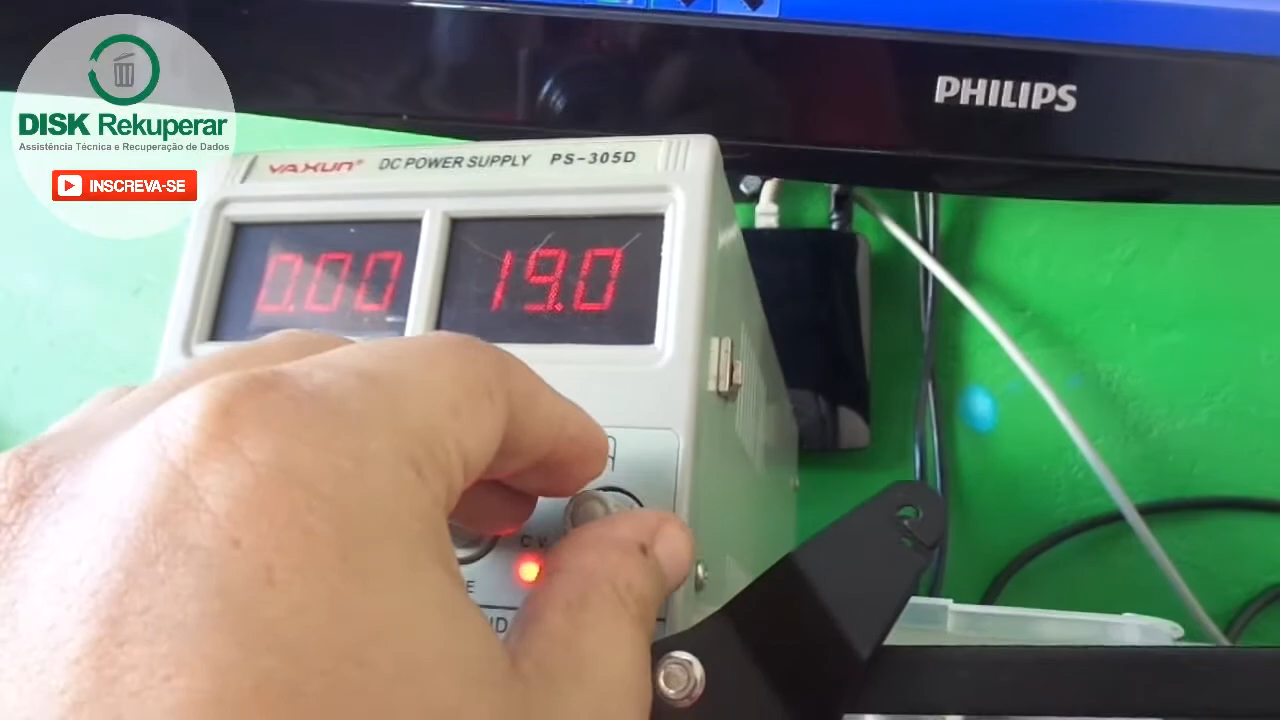 DISK Rekuperar
Assistência Técnica e Recuperação de Dados
INSCREVA-SE
PHILIPS
YAXUN® DC POWER SUPPLY PS-305D
0.00 19.0
C.V.